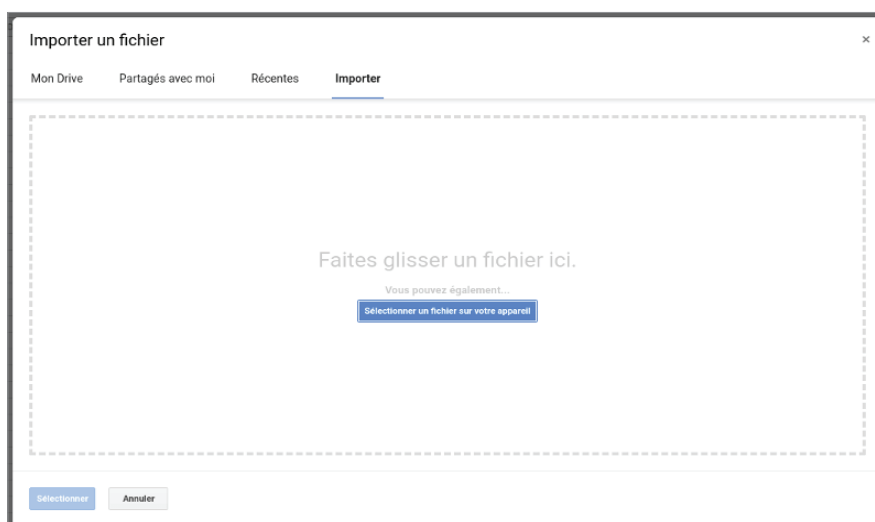 Importer un fichier
×
Mon Drive Partagés avec moi Récentes Importer
Faites glisser un fichier ici.
Vous pouvez également...
Sélectionner un fichier sur votre appareil
Sélectionner Annuler